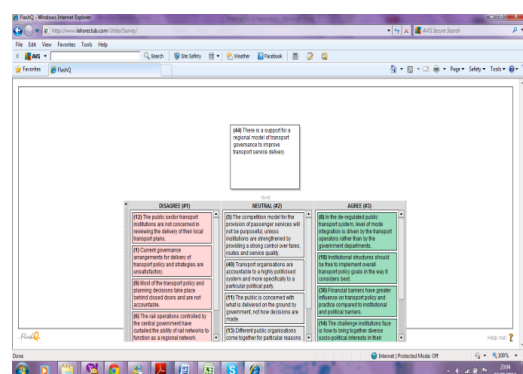 FlashQ - Windows Internet Explorer
http://www.lahoreclub.com/Uster/Survey/
AVG Secure Search
File Edit View Favorites Tools Help
AVG Search Site Safety Weather Facebook
Favorites FlashQ Page Safety Tools
(44) There is a support for a
regional model of transport
governance to improve
transport service delivery.
DISAGREE (#1) NEUTRAL (#2) AGREE (#3)
(12) The public sector transport
institutions are not concerned in
reviewing the delivery of their local
transport plans.
(1) Current governance
arrangements for delivery of
transport policy and strategies are
unsatisfactory.
(9) Most of the transport policy and
planning decisions take place
behind closed doors and are not
accountable.
(6) The rail operations controlled by
the central government have
curtailed the ability of rail networks to
function as a regional network.
(5) The competition model for the
provision of passenger services will
not be purposeful, unless
institutions are strengthened by
providing a strong control over fares,
routes and service quality.
(40) Transport organisations are
accountable to a highly politicised
system and more specifically to a
particular political party.
(11) The public is concerned with
what is delivered on the ground by
government, not how decisions are
made.
(13) Different public organisations
come together for particular reasons
(8) In the de-regulated public
transport system, level of mode
integration is driven by the transport
operators rather than by the
government departments.
(10) Institutional structures should
be free to implement overall
transport policy goals in the way it
considers best.
(36) Financial barriers have greater
influence on transport policy and
practice compared to institutional
and political barriers.
(14) The challenge institutions face
is how to bring together diverse
socio-political interests in their
FlashQ. Help me! ?
Done Internet | Protected Mode: Off 100%
23:04